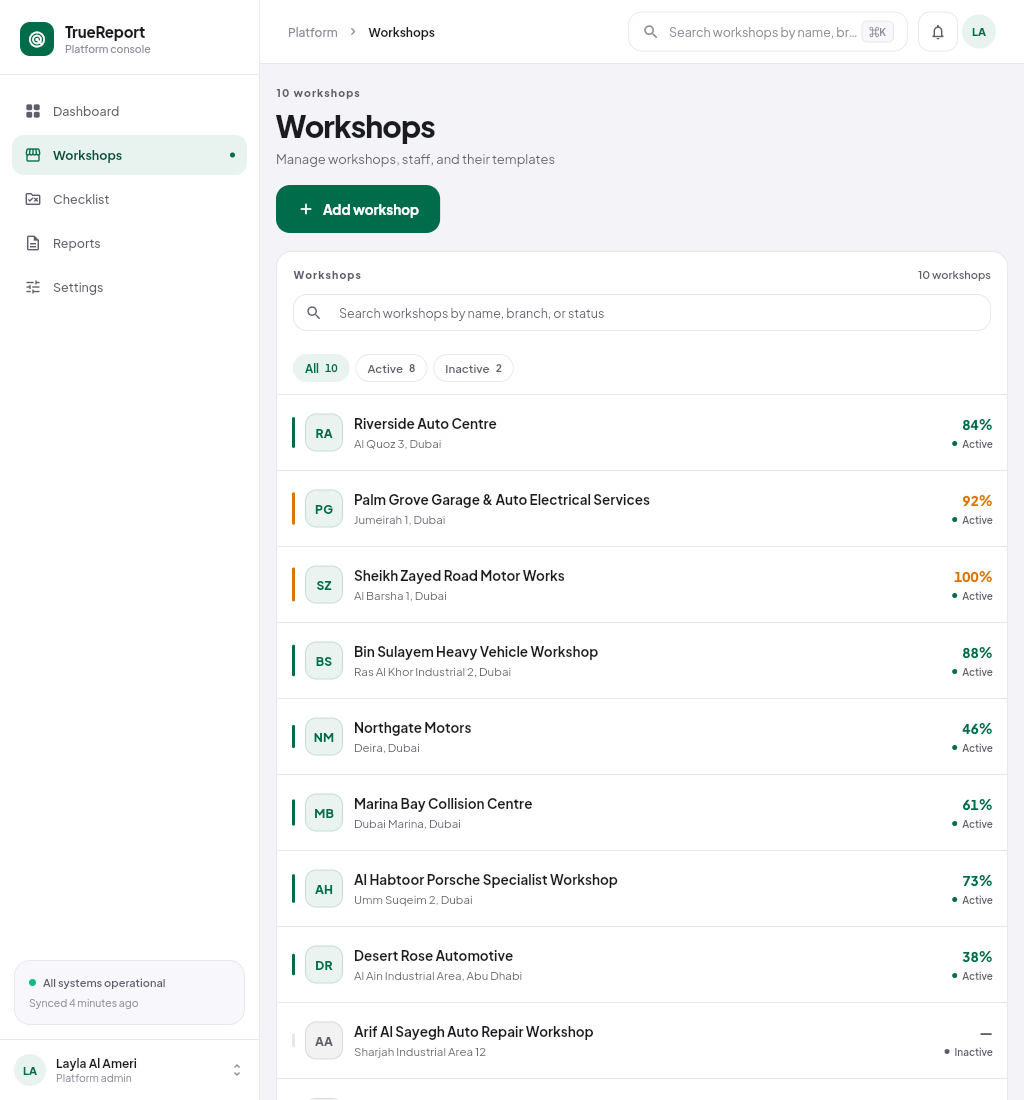 TrueReport
Platform console
Dashboard
Workshops
Checklist
Reports
Settings
All systems operational
Synced 4 minutes ago
LA
Layla Al Ameri
Platform admin
Platform > Workshops
Search workshops by name, br... ⌘K
LA
10 workshops
Workshops
Manage workshops, staff, and their templates
+ Add workshop
Workshops 10 workshops
Search workshops by name, branch, or status
All 10 Active 8 Inactive 2
RA
Riverside Auto Centre 84%
Al Quoz 3, Dubai Active
PG
Palm Grove Garage & Auto Electrical Services 92%
Jumeirah 1, Dubai Active
SZ
Sheikh Zayed Road Motor Works 100%
Al Barsha 1, Dubai Active
BS
Bin Sulayem Heavy Vehicle Workshop 88%
Ras Al Khor Industrial 2, Dubai Active
NM
Northgate Motors 46%
Deira, Dubai Active
MB
Marina Bay Collision Centre 61%
Dubai Marina, Dubai Active
AH
Al Habtoor Porsche Specialist Workshop 73%
Umm Suqeim 2, Dubai Active
DR
Desert Rose Automotive 38%
Al Ain Industrial Area, Abu Dhabi Active
AA
Arif Al Sayegh Auto Repair Workshop —
Sharjah Industrial Area 12 Inactive